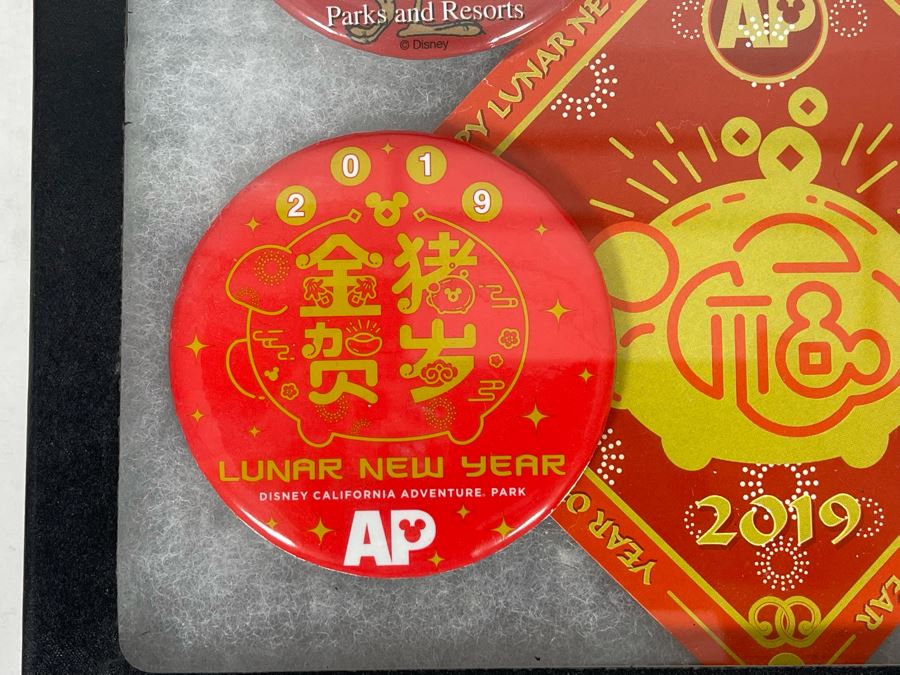 Parks and Resorts
© Disney
2019
金猪
贺岁
LUNAR NEW YEAR
DISNEY CALIFORNIA ADVENTURE® PARK
AP
AP
PY LUNAR NE
福
2019
YEAR O
EAR